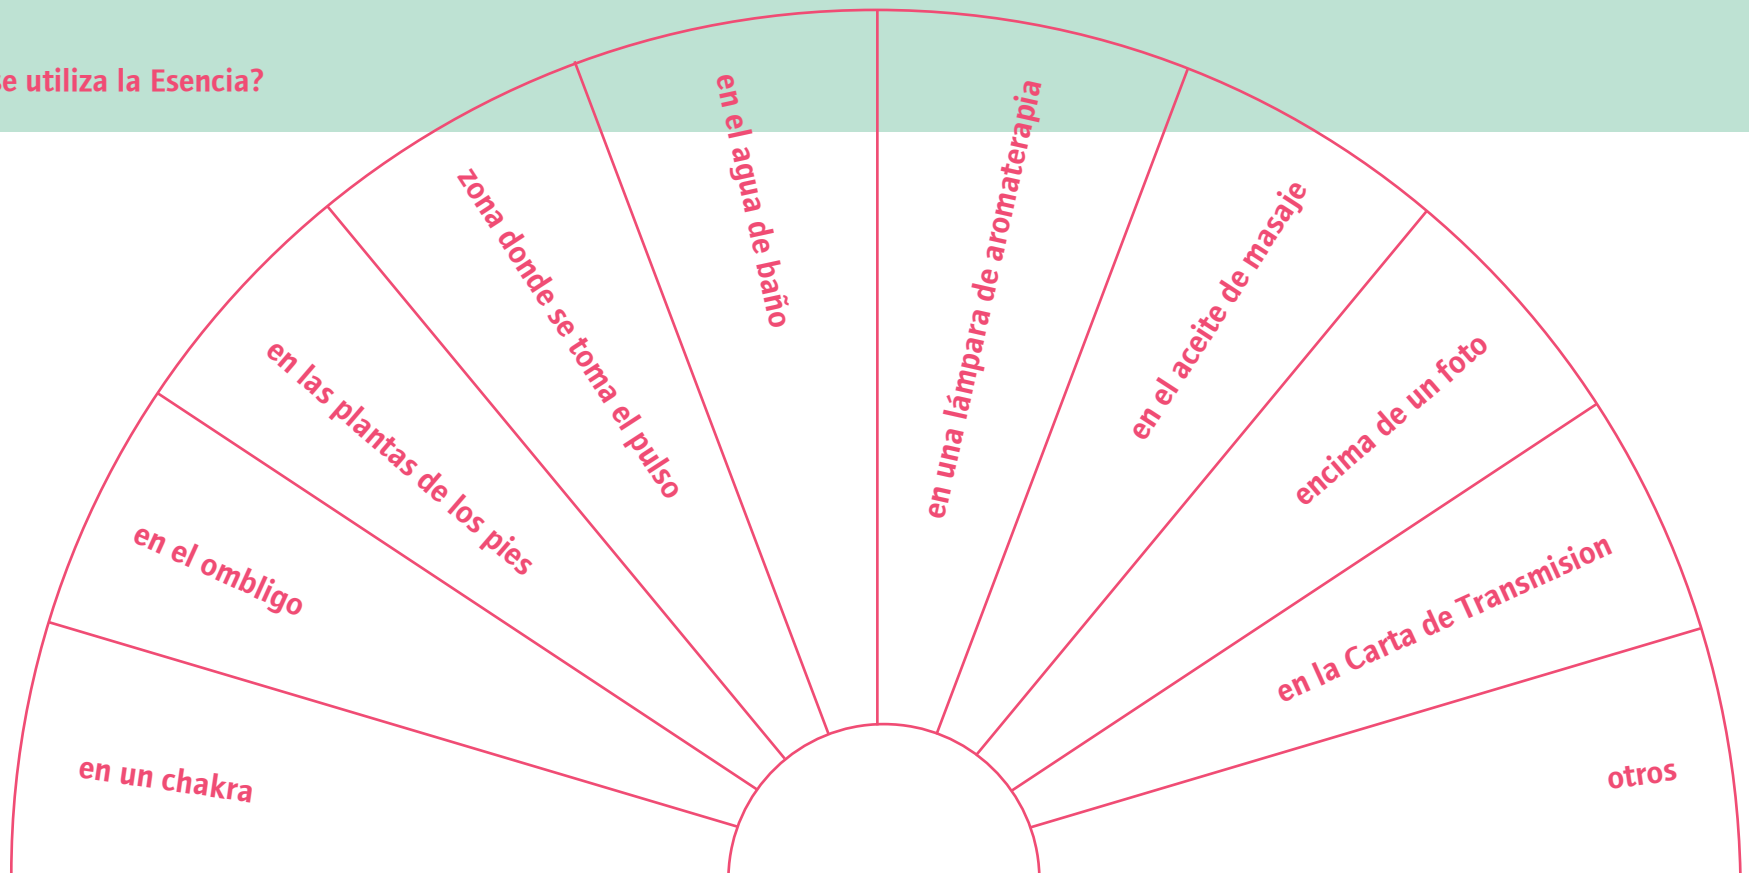 se utiliza la Esencia?
en un chakra
en el ombligo
en las plantas de los pies
zona donde se toma el pulso
en el agua de baño
en una lámpara de aromaterapia
en el aceite de masaje
encima de un foto
en la Carta de Transmision
otros